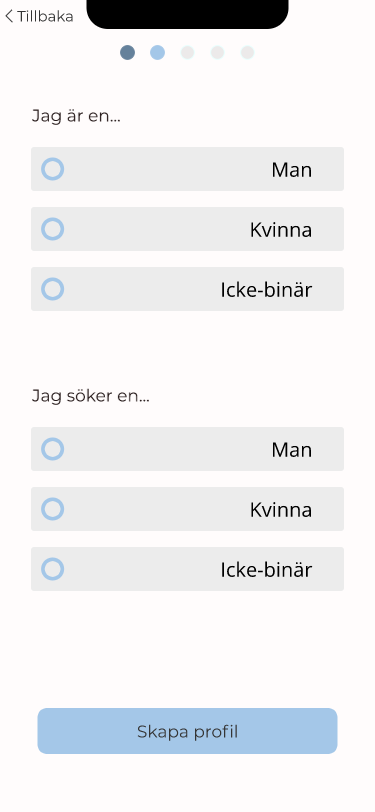 Tillbaka
Jag är en...
Man
Kvinna
Icke-binär
Jag söker en...
Man
Kvinna
Icke-binär
Skapa profil